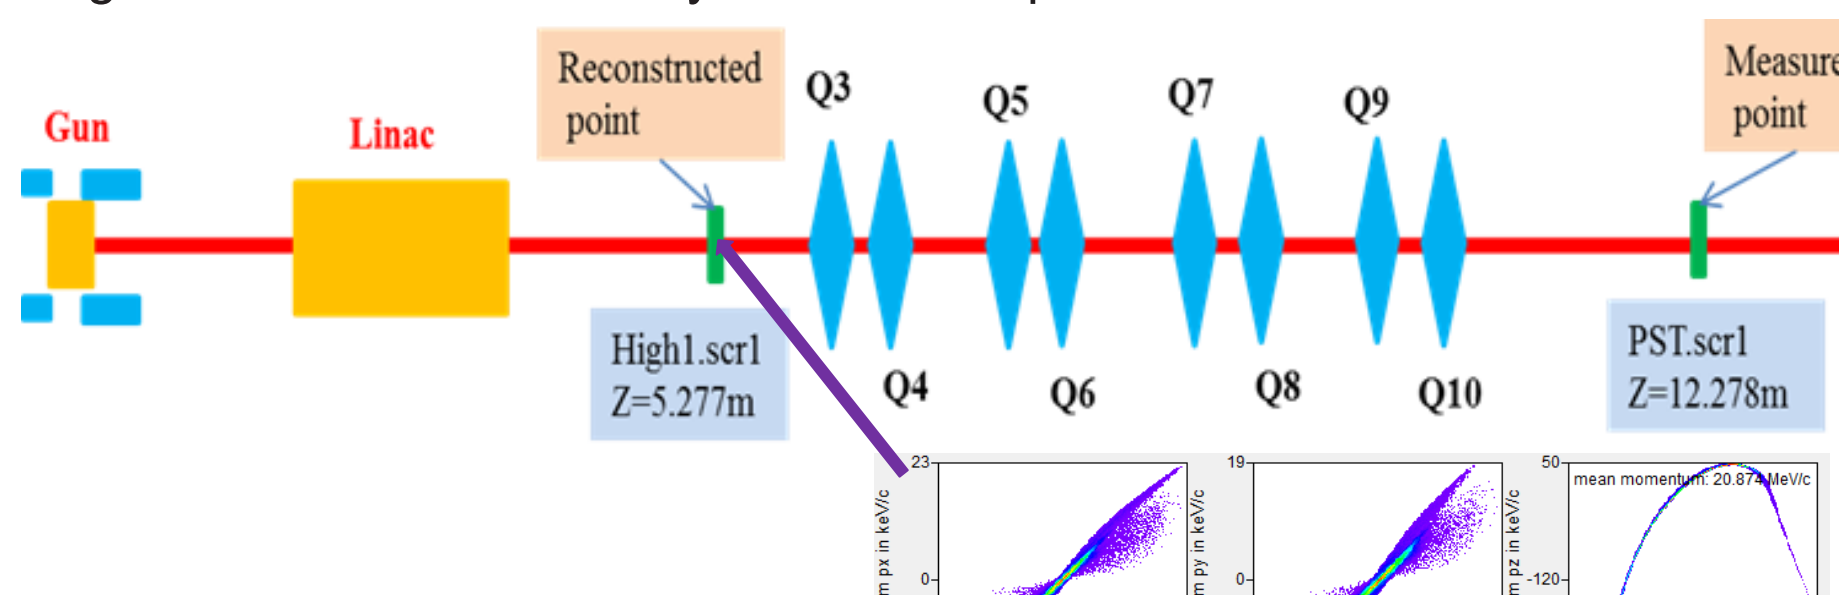 Gun
Linac
Reconstructed
point
Q3
Q5
Q7
Q9
Measure
point
High1.scr1
Z=5.277m
Q4
Q6
Q8
Q10
PST.scr1
Z=12.278m
23
0
m px in keV/c
19
0
m py in keV/c
50
-120
m pz in keV/c
mean momentum: 20.874 MeV/c